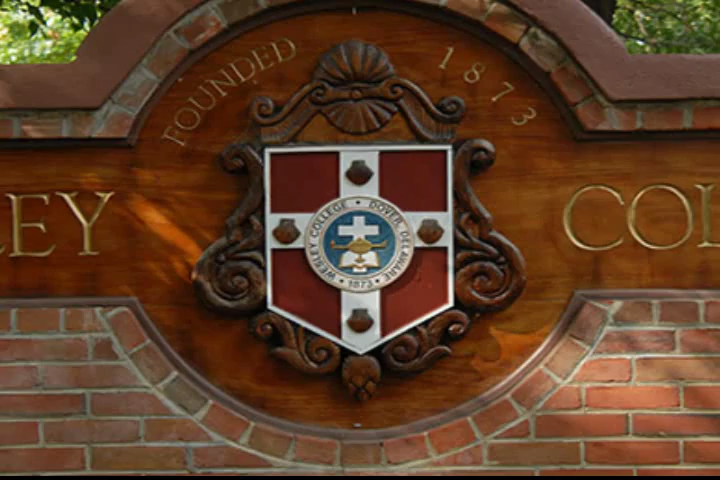 FOUNDED 1873
LEY COL
WESLEY COLLEGE • DOVER, DELAWARE
• 1873 •